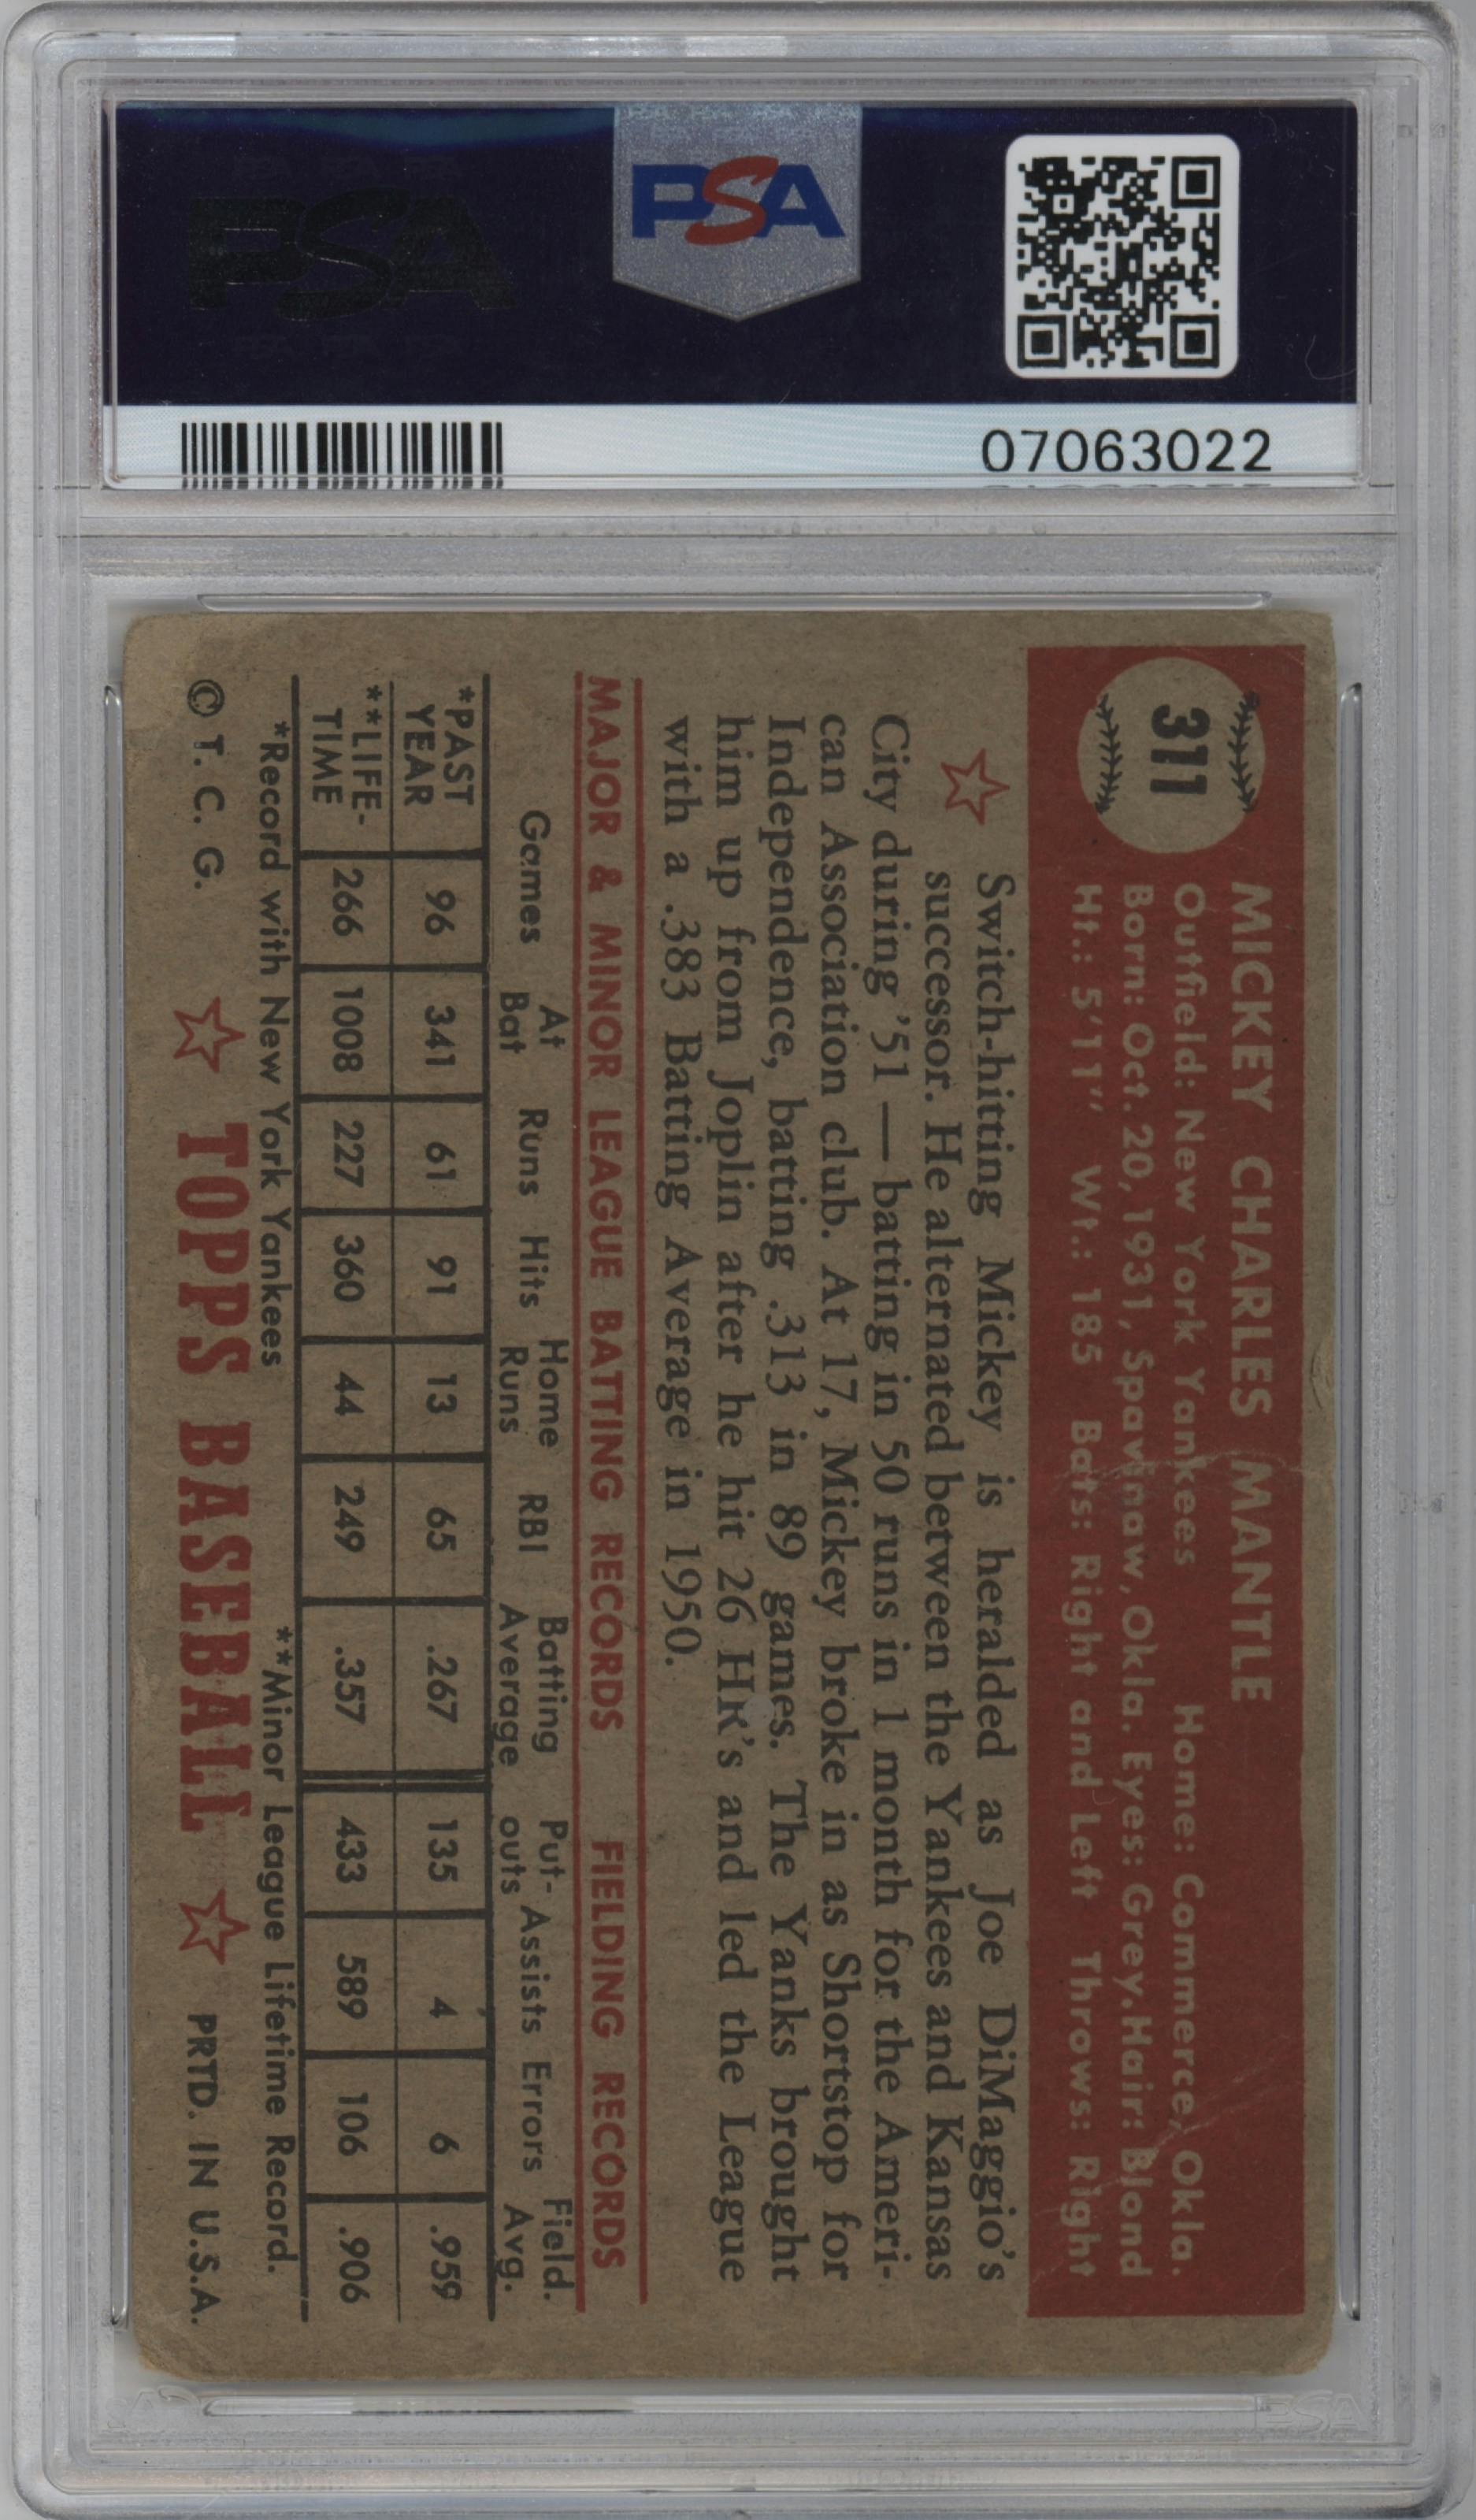 PSA
PSA
07063022
311
MICKEY CHARLES MANTLE
Outfield: New York Yankees Home: Commerce, Okla.
Born: Oct. 20, 1931, Spavinaw, Okla. Eyes: Grey. Hair: Blond
Ht.: 5'11" Wt.: 185 Bats: Right and Left Throws: Right
Switch-hitting Mickey is heralded as Joe DiMaggio's
successor. He alternated between the Yankees and Kansas
City during '51 — batting in 50 runs in 1 month for the Ameri-
can Association club. At 17, Mickey broke in as Shortstop for
Independence, batting .313 in 89 games. The Yanks brought
him up from Joplin after he hit 26 HR's and led the League
with a .383 Batting Average in 1950.
MAJOR & MINOR LEAGUE BATTING RECORDS FIELDING RECORDS
Games At Bat Runs Hits Home Runs RBI Batting Average Put-outs Assists Errors Field. Avg.
*PAST YEAR 96 341 61 91 13 65 .267 135 4 6 .959
**LIFE-TIME 266 1008 227 360 44 249 .357 433 589 106 .906
*Record with New York Yankees **Minor League Lifetime Record.
© T. C. G. TOPPS BASEBALL PRTD. IN U.S.A.
PSA